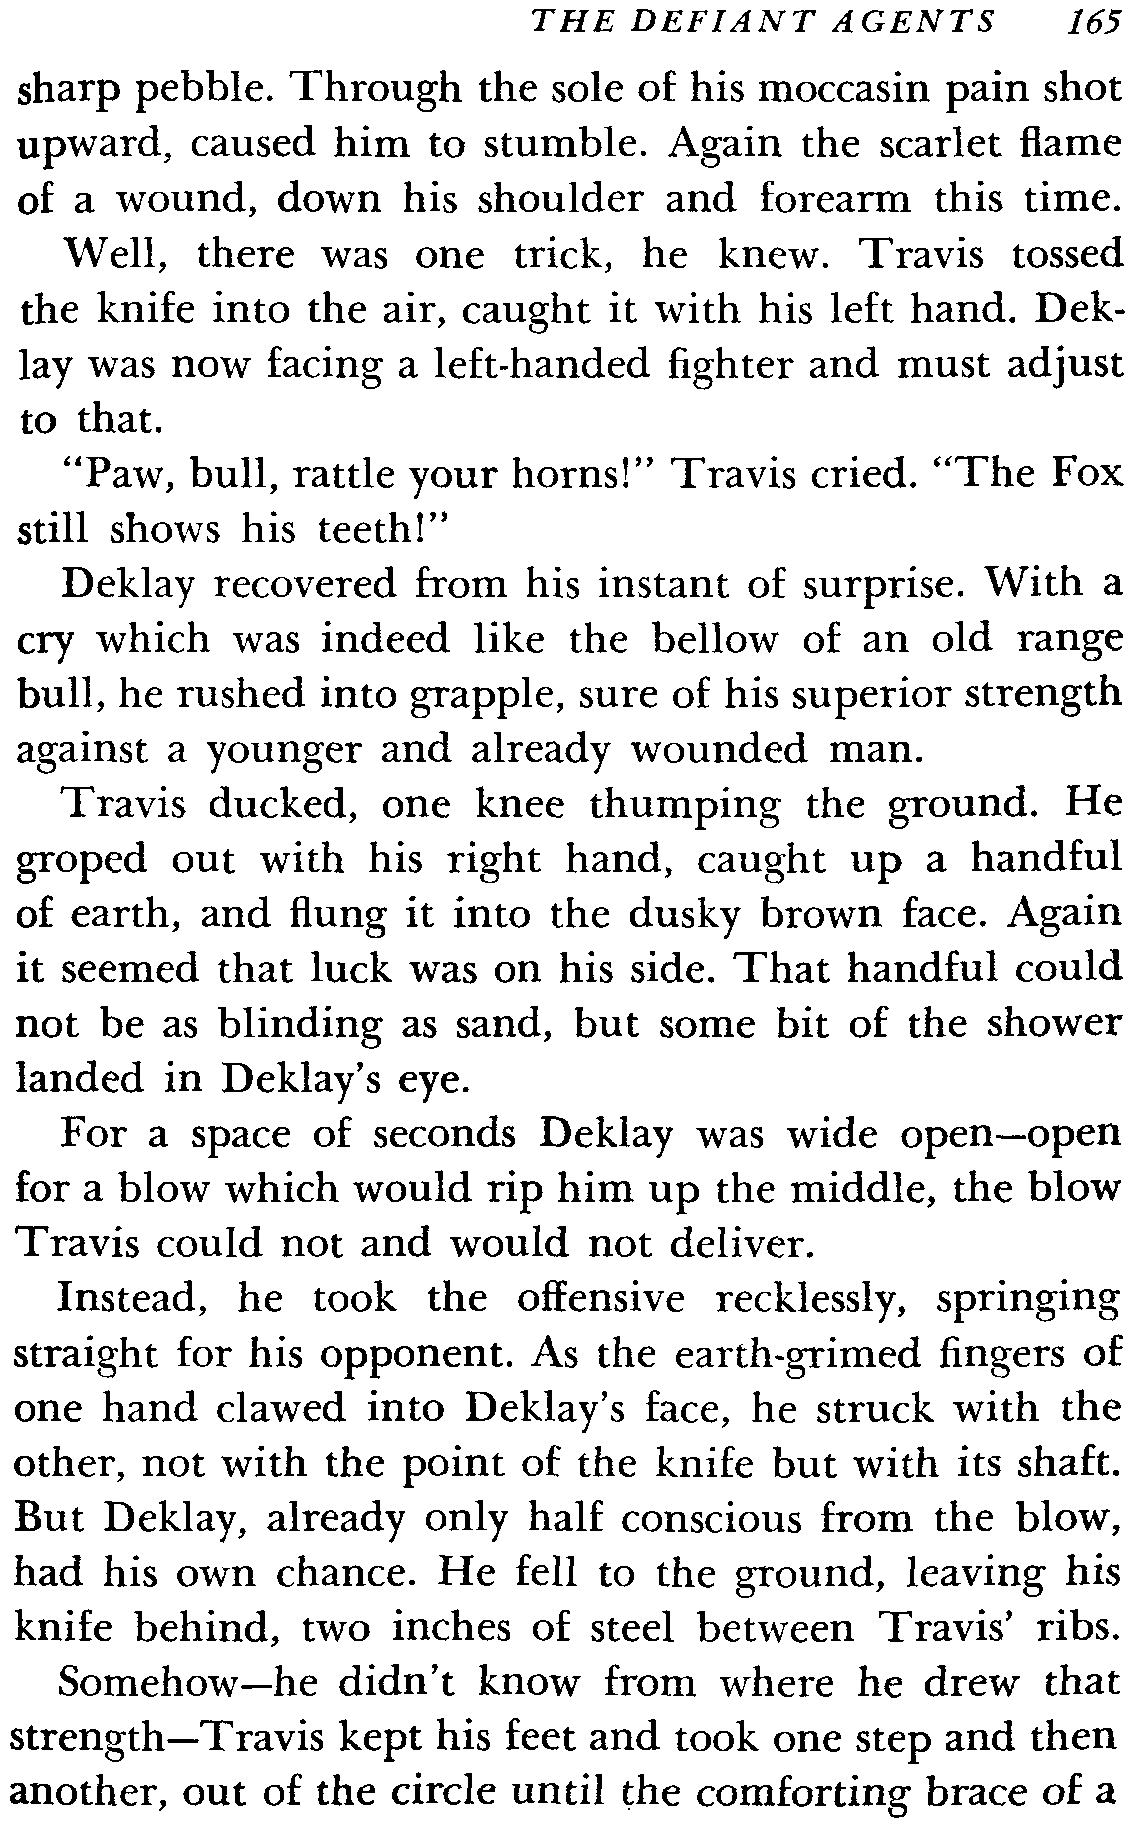 THE DEFIANT AGENTS 165
sharp pebble. Through the sole of his moccasin pain shot
upward, caused him to stumble. Again the scarlet flame
of a wound, down his shoulder and forearm this time.
Well, there was one trick, he knew. Travis tossed
the knife into the air, caught it with his left hand. Dek-
lay was now facing a left-handed fighter and must adjust
to that.
"Paw, bull, rattle your horns!" Travis cried. "The Fox
still shows his teeth!"
Deklay recovered from his instant of surprise. With a
cry which was indeed like the bellow of an old range
bull, he rushed into grapple, sure of his superior strength
against a younger and already wounded man.
Travis ducked, one knee thumping the ground. He
groped out with his right hand, caught up a handful
of earth, and flung it into the dusky brown face. Again
it seemed that luck was on his side. That handful could
not be as blinding as sand, but some bit of the shower
landed in Deklay's eye.
For a space of seconds Deklay was wide open—open
for a blow which would rip him up the middle, the blow
Travis could not and would not deliver.
Instead, he took the offensive recklessly, springing
straight for his opponent. As the earth-grimed fingers of
one hand clawed into Deklay's face, he struck with the
other, not with the point of the knife but with its shaft.
But Deklay, already only half conscious from the blow,
had his own chance. He fell to the ground, leaving his
knife behind, two inches of steel between Travis' ribs.
Somehow—he didn't know from where he drew that
strength—Travis kept his feet and took one step and then
another, out of the circle until the comforting brace of a